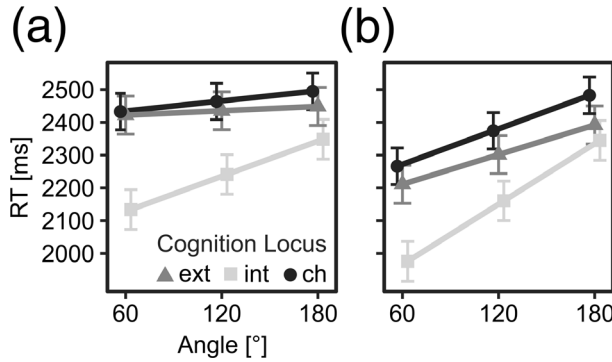 (a)
(b)
RT [ms]
2500
2400
2300
2200
2100
2000
Cognition Locus
ext int ch
60 120 180
60 120 180
Angle [°]